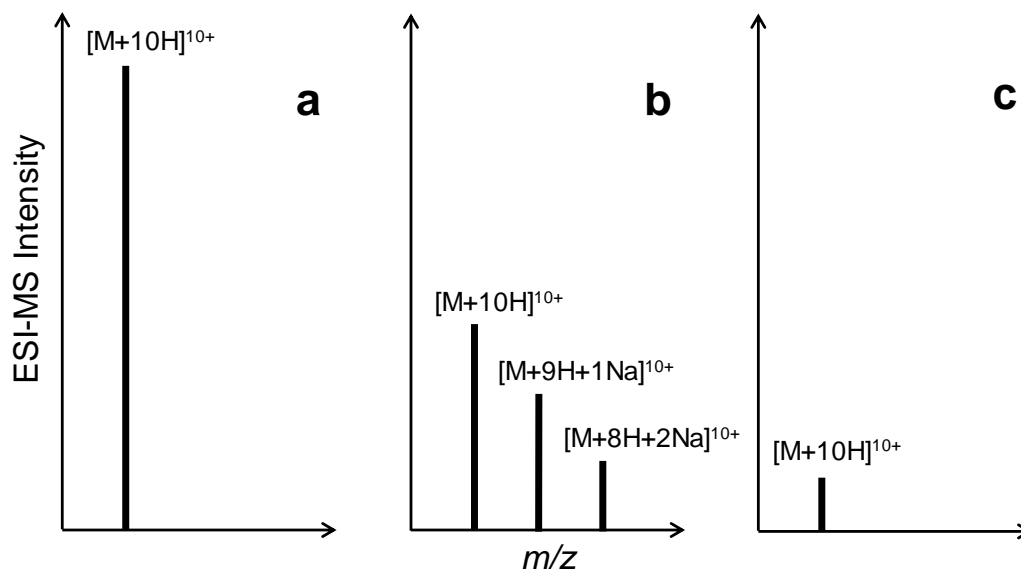 [M+10H]10+
a
ESI-MS Intensity
b
[M+10H]10+
[M+9H+1Na]10+
[M+8H+2Na]10+
m/z
c
[M+10H]10+